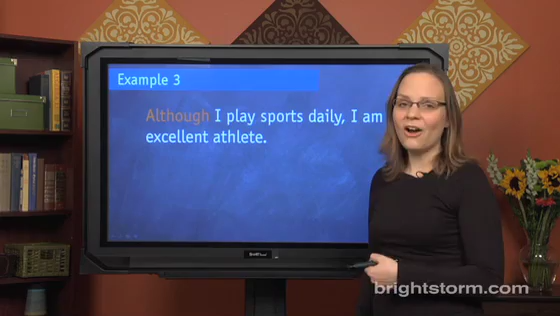 Example 3
Although I play sports daily, I am
excellent athlete.
brightstorm.com